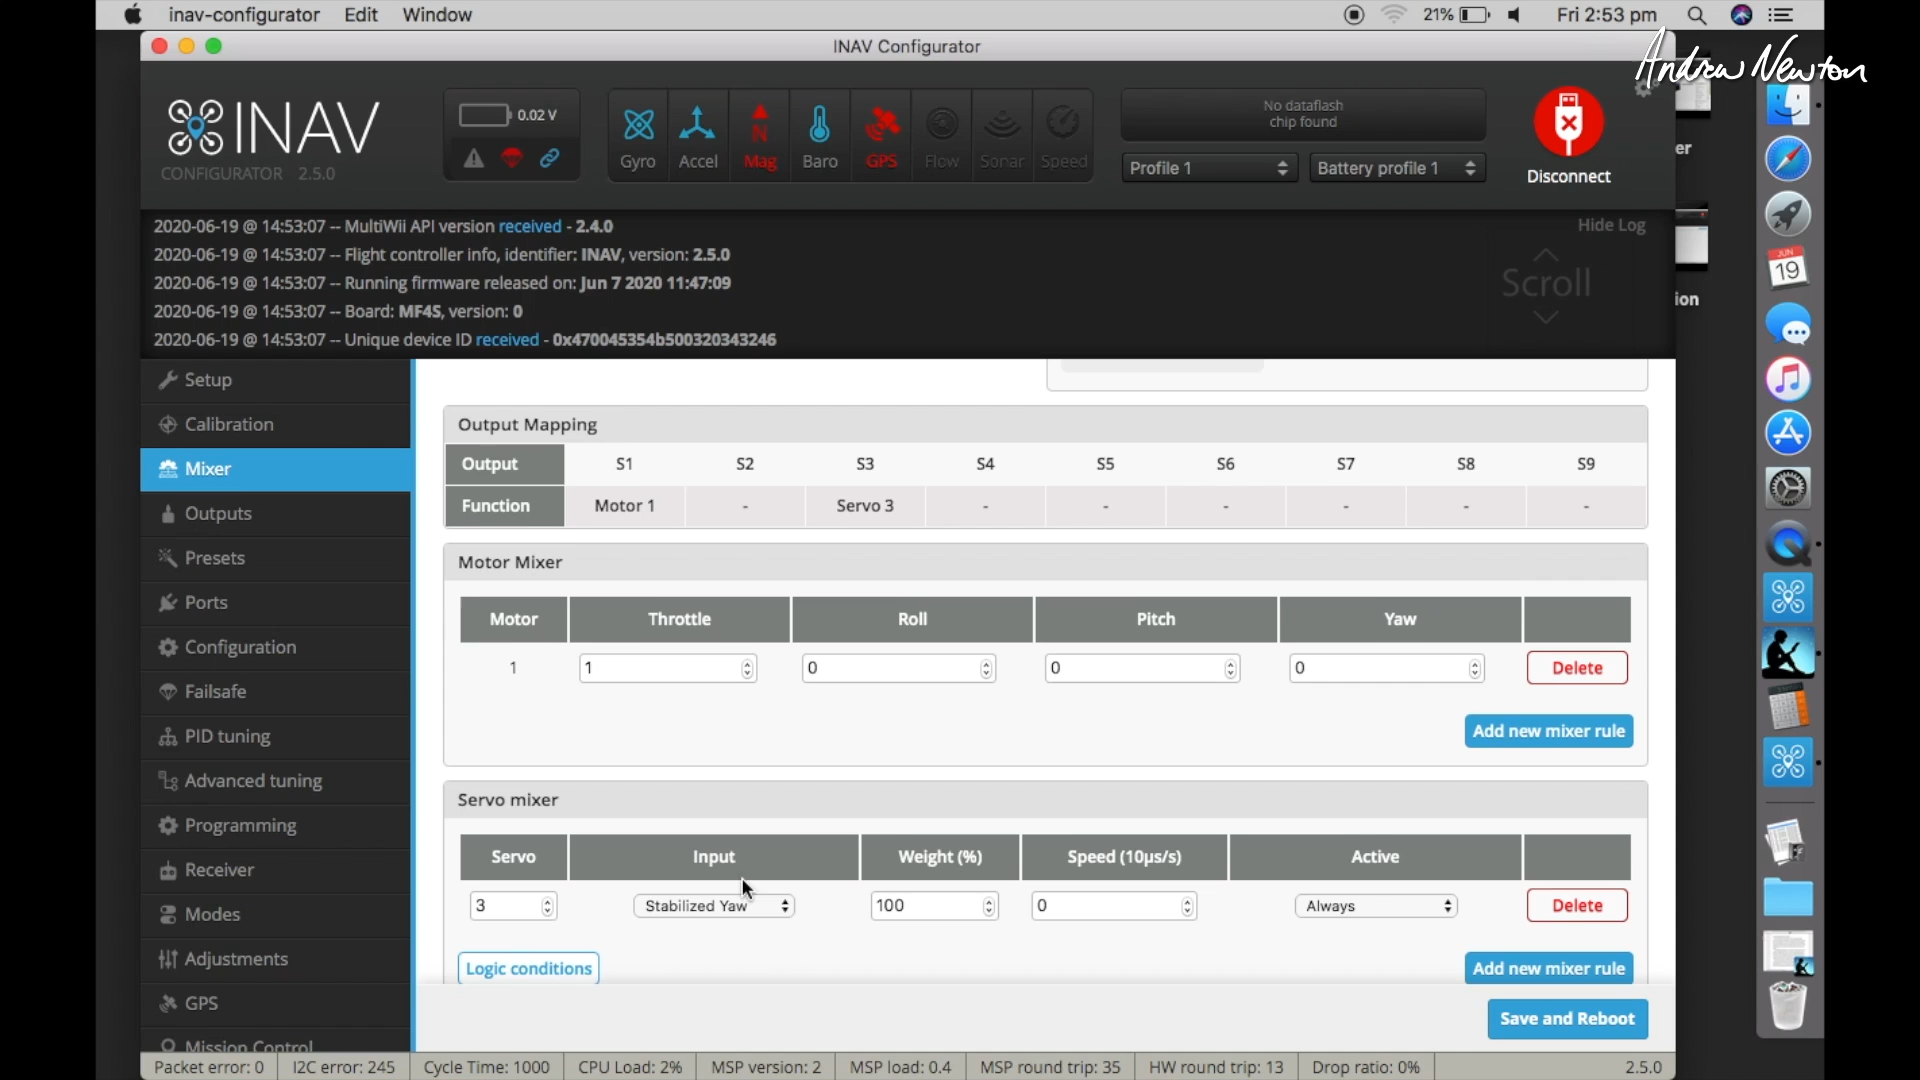 inav-configurator Edit Window 21% Fri 2:53 pm
INAV Configurator
Andrew Newton
INAV
CONFIGURATOR 2.5.0
0.02 V
Gyro Accel Mag Baro GPS Flow Sonar Speed
No dataflash
chip found
Profile 1 Battery profile 1
Disconnect
er
2020-06-19 @ 14:53:07 -- MultiWii API version received - 2.4.0
2020-06-19 @ 14:53:07 -- Flight controller info, identifier: INAV, version: 2.5.0
2020-06-19 @ 14:53:07 -- Running firmware released on: Jun 7 2020 11:47:09
2020-06-19 @ 14:53:07 -- Board: MF4S, version: 0
2020-06-19 @ 14:53:07 -- Unique device ID received - 0x470045354b500320343246
Hide Log
Scroll
ion
JUN
19
Setup
Calibration
Mixer
Outputs
Presets
Ports
Configuration
Failsafe
PID tuning
Advanced tuning
Programming
Receiver
Modes
Adjustments
GPS
Mission Control
Output Mapping
Output S1 S2 S3 S4 S5 S6 S7 S8 S9
Function Motor 1 - Servo 3 - - - - - -
Motor Mixer
Motor Throttle Roll Pitch Yaw
1 1 0 0 0 Delete
Add new mixer rule
Servo mixer
Servo Input Weight (%) Speed (10µs/s) Active
3 Stabilized Yaw 100 0 Always Delete
Logic conditions Add new mixer rule
Save and Reboot
Packet error: 0 I2C error: 245 Cycle Time: 1000 CPU Load: 2% MSP version: 2 MSP load: 0.4 MSP round trip: 35 HW round trip: 13 Drop ratio: 0% 2.5.0